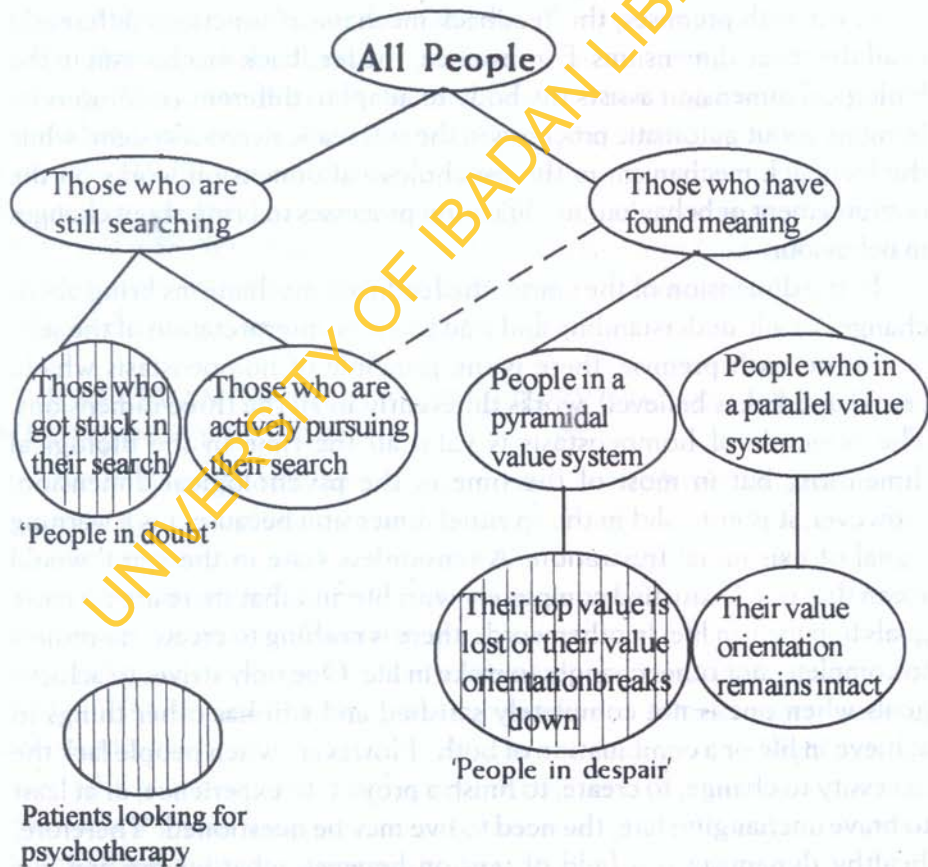 All People
Those who are
still searching
Those who have
found meaning
Those who
got stuck in
their search
Those who are
actively pursuing
their search
People in a
pyramidal
value system
People who in
a parallel value
system
People in doubt
Their top value is
lost or their value
orientation breaks
down
Their value
orientation
remains intact
'People in despair'
Patients looking for
psychotherapy
UNIVERSITY OF IBADAN LIB